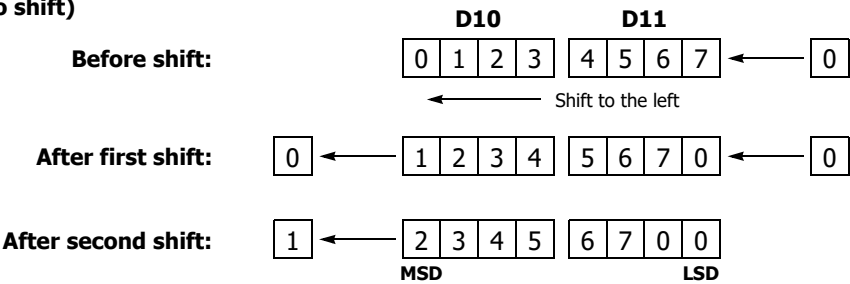 o shift)
D10 D11
Before shift: 0 1 2 3 4 5 6 7 0
Shift to the left
After first shift: 0 1 2 3 4 5 6 7 0 0
After second shift: 1 2 3 4 5 6 7 0 0
MSD LSD